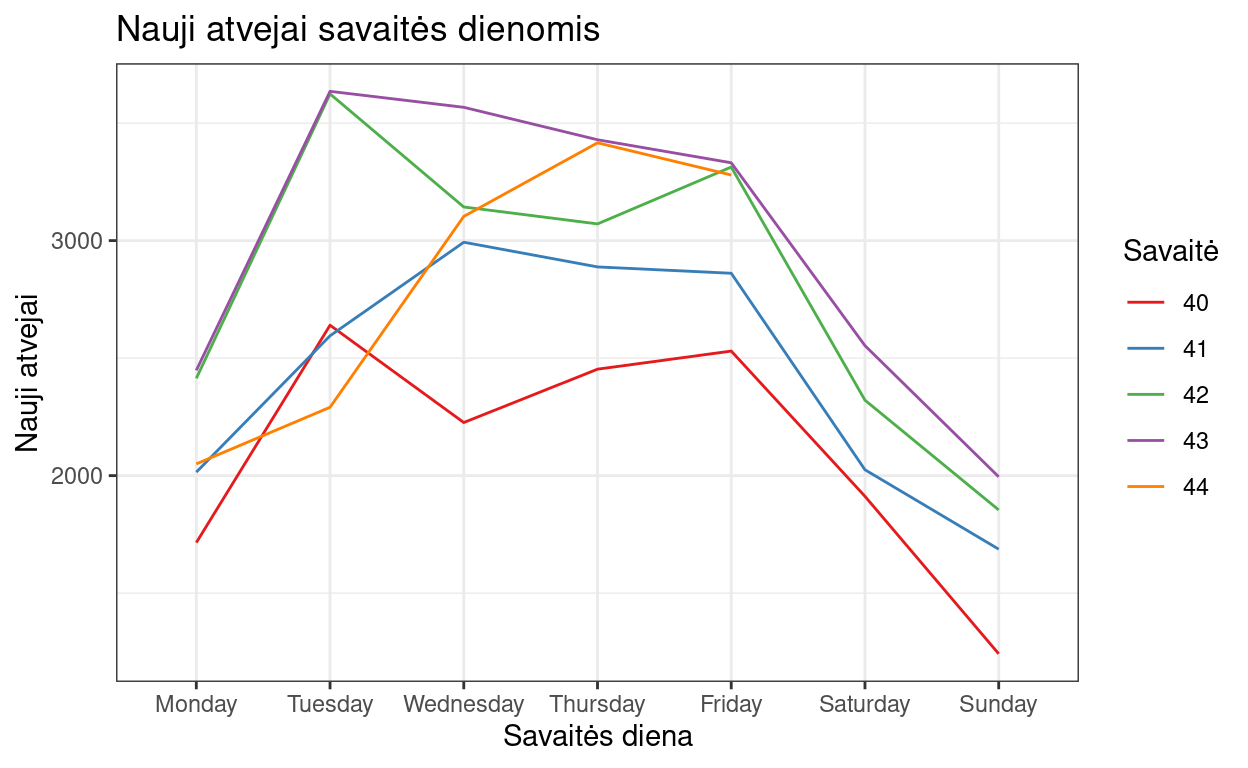 Nauji atvejai savaitės dienomis
Nauji atvejai
3000
2000
Monday Tuesday Wednesday Thursday Friday Saturday Sunday
Savaitės diena
Savaitė
40
41
42
43
44